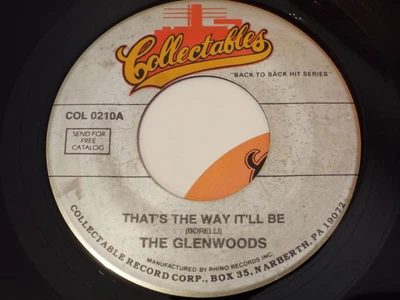 Collectables
"BACK TO BACK HIT SERIES"
COL 0210A
SEND FOR
FREE
CATALOG
THAT'S THE WAY IT'LL BE
(BORELLI)
THE GLENWOODS
MANUFACTURED BY RHINO RECORDS INC.
COLLECTABLE RECORD CORP., BOX 35, NARBERTH, PA 19072